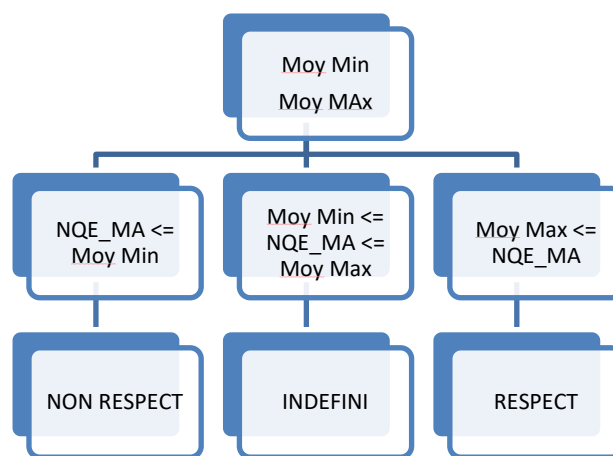 Moy Min
Moy MAx
NQE_MA <=
Moy Min
Moy Min <=
NQE_MA <=
Moy Max
Moy Max <=
NQE_MA
NON RESPECT
INDEFINI
RESPECT